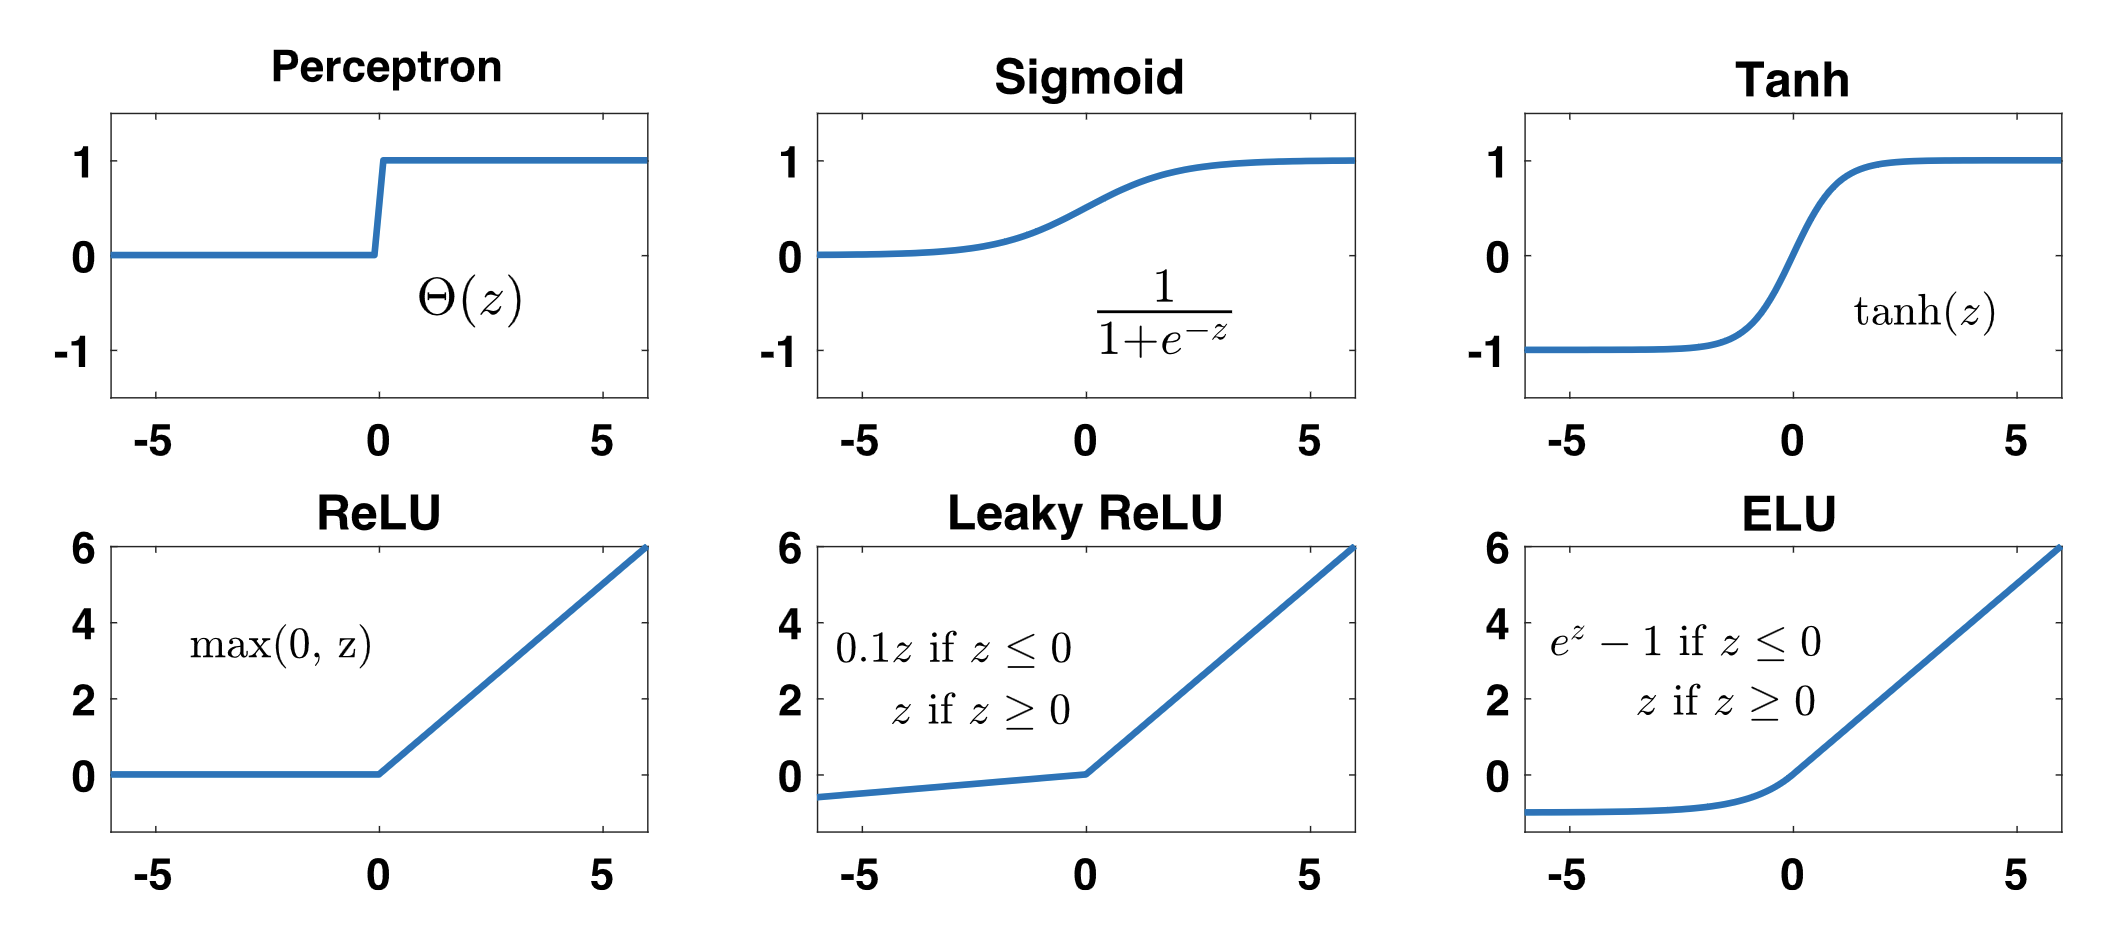 Perceptron
1
0
-1
Θ(z)
-5 0 5
Sigmoid
1
0
-1
1
1+e^{-z}
-5 0 5
Tanh
1
0
-1
tanh(z)
-5 0 5
ReLU
6
4
2
0
max(0, z)
-5 0 5
Leaky ReLU
6
4
2
0
0.1z if z ≤ 0
z if z ≥ 0
-5 0 5
ELU
6
4
2
0
e^z − 1 if z ≤ 0
z if z ≥ 0
-5 0 5